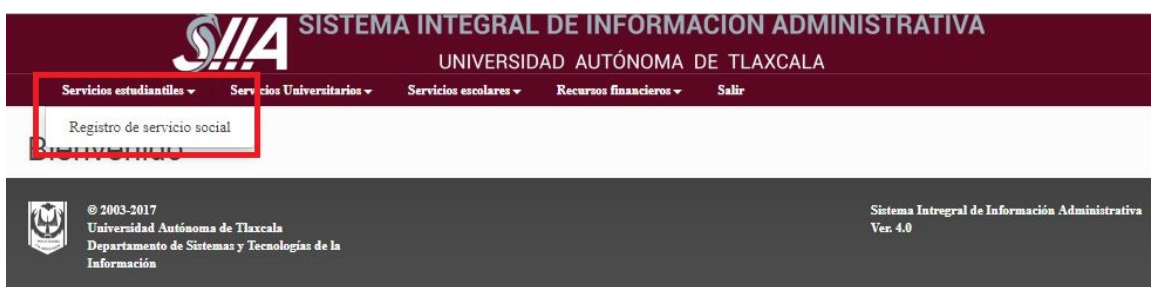 SIIA
SISTEMA INTEGRAL DE INFORMACIÓN ADMINISTRATIVA
UNIVERSIDAD AUTÓNOMA DE TLAXCALA
Servicios estudiantiles Servicios Universitarios Servicios escolares Recursos financieros Salir
Registro de servicio social
Bienvenido
© 2003-2017
Universidad Autónoma de Tlaxcala
Departamento de Sistemas y Tecnologías de la
Información
Sistema Intregral de Información Administrativa
Ver. 4.0